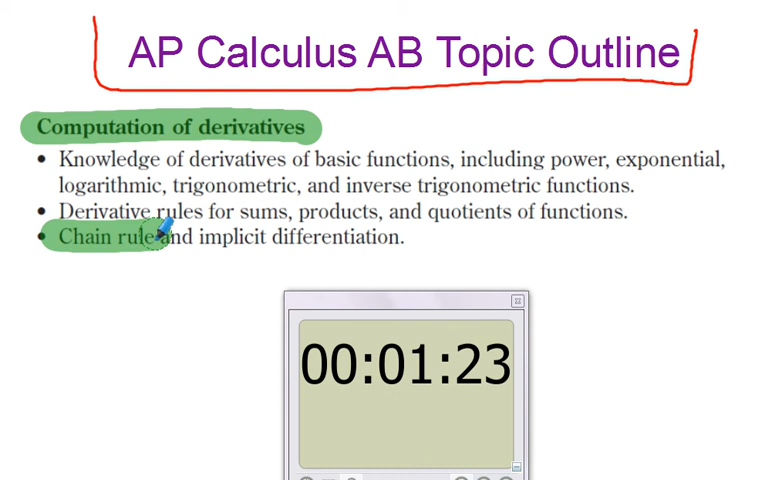 AP Calculus AB Topic Outline
Computation of derivatives
• Knowledge of derivatives of basic functions, including power, exponential,
logarithmic, trigonometric, and inverse trigonometric functions.
• Derivative rules for sums, products, and quotients of functions.
• Chain rule and implicit differentiation.
00:01:23